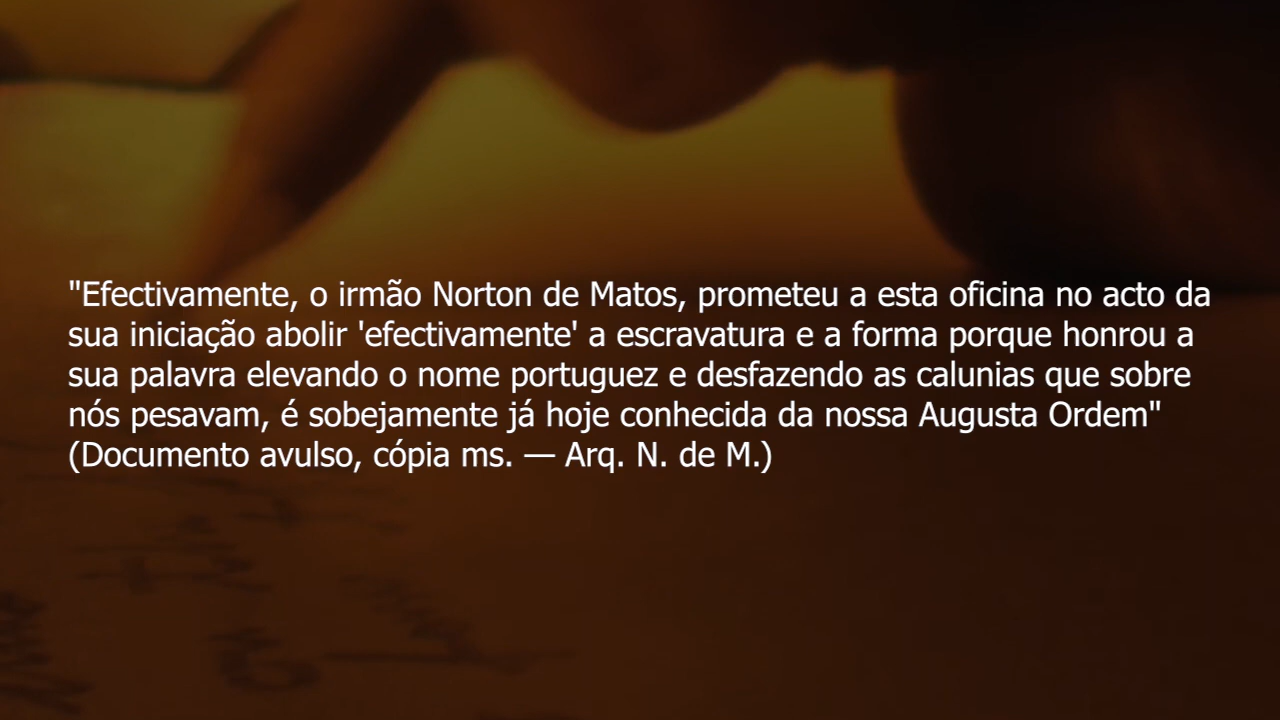 "Efectivamente, o irmão Norton de Matos, prometeu a esta oficina no acto da
sua iniciação abolir 'efectivamente' a escravatura e a forma porque honrou a
sua palavra elevando o nome portuguez e desfazendo as calunias que sobre
nós pesavam, é sobejamente já hoje conhecida da nossa Augusta Ordem"
(Documento avulso, cópia ms. — Arq. N. de M.)